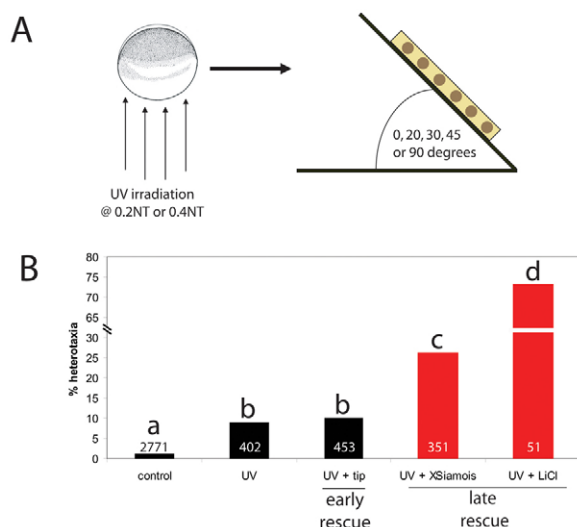 A
UV irradiation
@ 0.2NT or 0.4NT
0, 20, 30, 45
or 90 degrees
B
% heterotaxia
80
75
70
65
30
25
20
15
10
5
0
a
b
b
c
d
2771
402
453
351
51
control
UV
UV + tip
UV + XSiamois
UV + LiCl
early
rescue
late
rescue